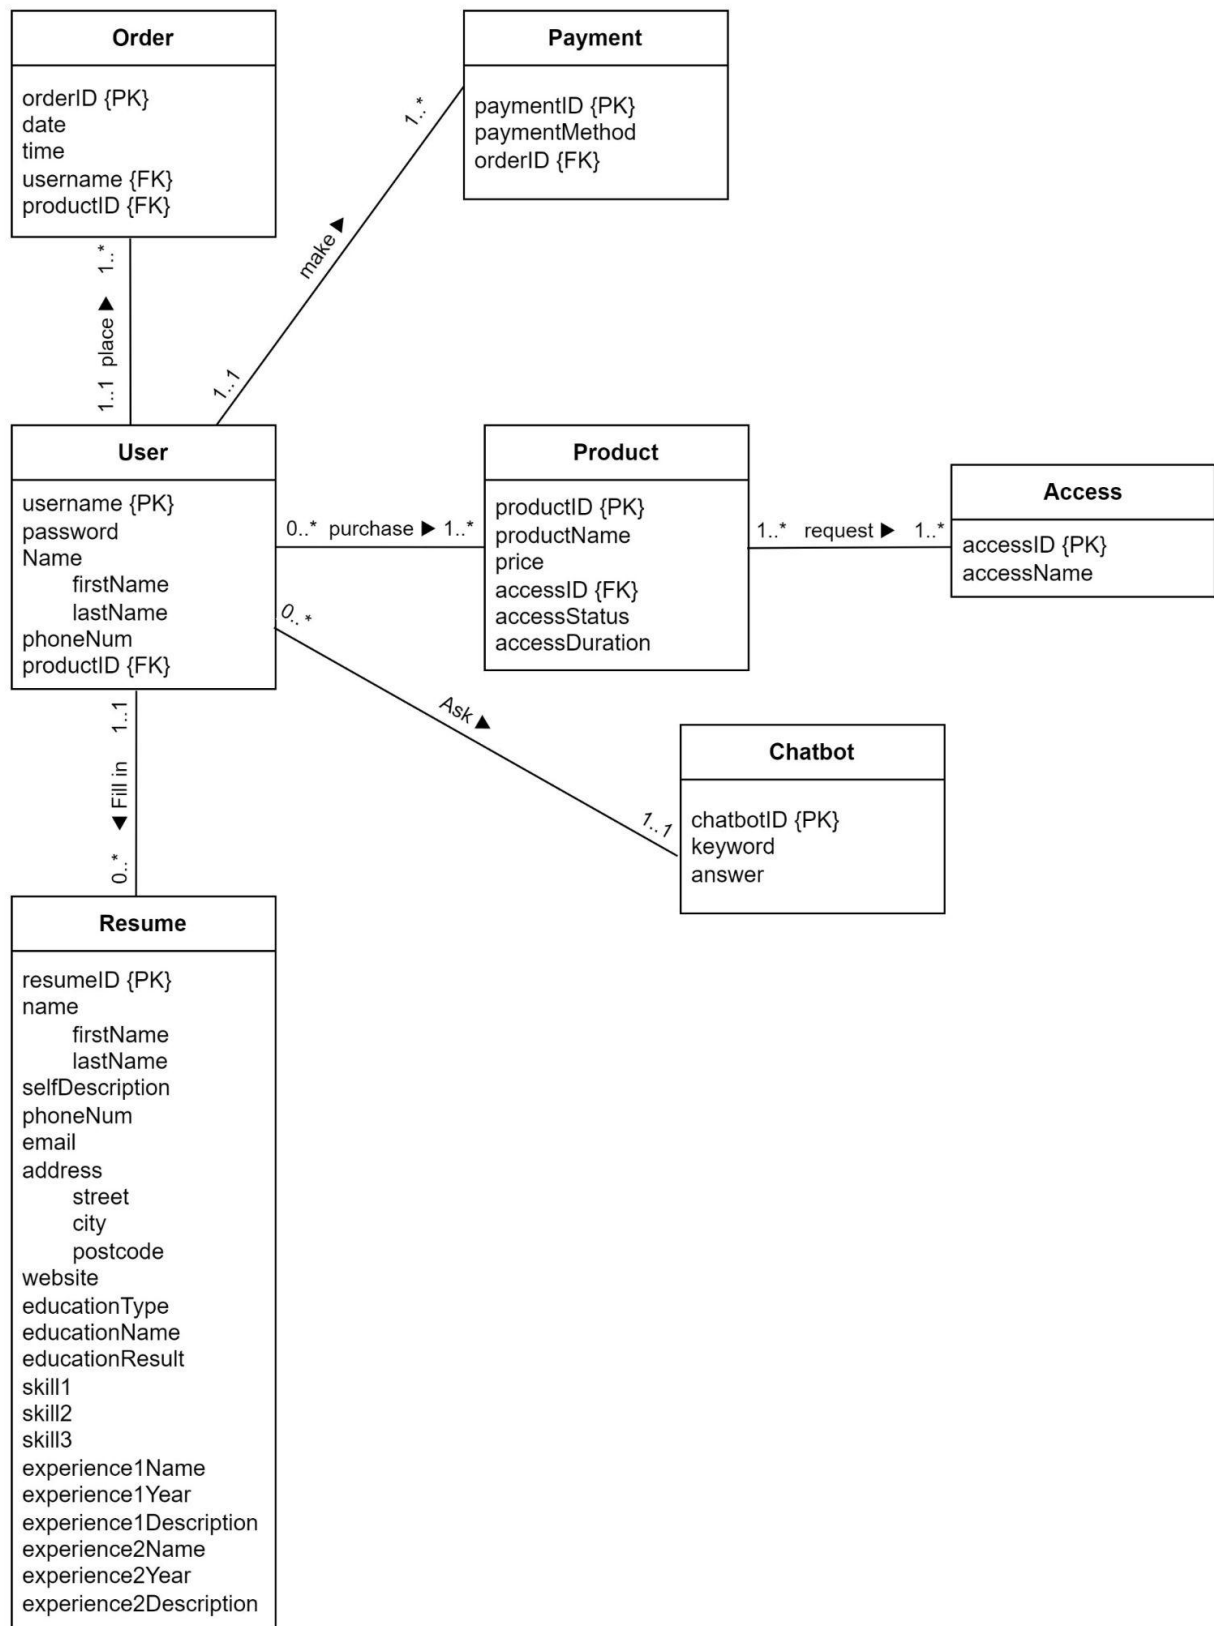 Order
orderID {PK}
date
time
username {FK}
productID {FK}
Payment
paymentID {PK}
paymentMethod
orderID {FK}
1..*
place ▶
1..1
1..*
make ▶
1..1
User
username {PK}
password
Name
firstName
lastName
phoneNum
productID {FK}
0..* purchase ▶ 1..*
Product
productID {PK}
productName
price
accessID {FK}
accessStatus
accessDuration
1..* request ▶ 1..*
Access
accessID {PK}
accessName
0..*
Ask ▶
1..1
Chatbot
chatbotID {PK}
keyword
answer
1..1
◀ Fill in
0..*
Resume
resumeID {PK}
name
firstName
lastName
selfDescription
phoneNum
email
address
street
city
postcode
website
educationType
educationName
educationResult
skill1
skill2
skill3
experience1Name
experience1Year
experience1Description
experience2Name
experience2Year
experience2Description